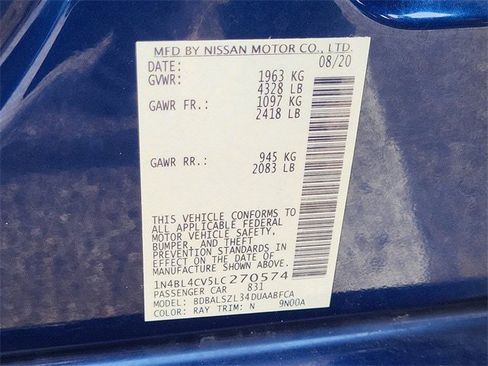 MFD BY NISSAN MOTOR CO., LTD.
DATE: 08/20
GVWR: 1963 KG
4328 LB
GAWR FR.: 1097 KG
2418 LB
GAWR RR.: 945 KG
2083 LB
THIS VEHICLE CONFORMS TO
ALL APPLICABLE FEDERAL
MOTOR VEHICLE SAFETY,
BUMPER, AND THEFT
PREVENTION STANDARDS IN
EFFECT ON THE DATE OF
MANUFACTURE SHOWN ABOVE.
1N4BL4CV5LC270574
PASSENGER CAR 831
MODEL: BDBALSZL34DUAABFCA
COLOR: RAY TRIM: N 9N00A